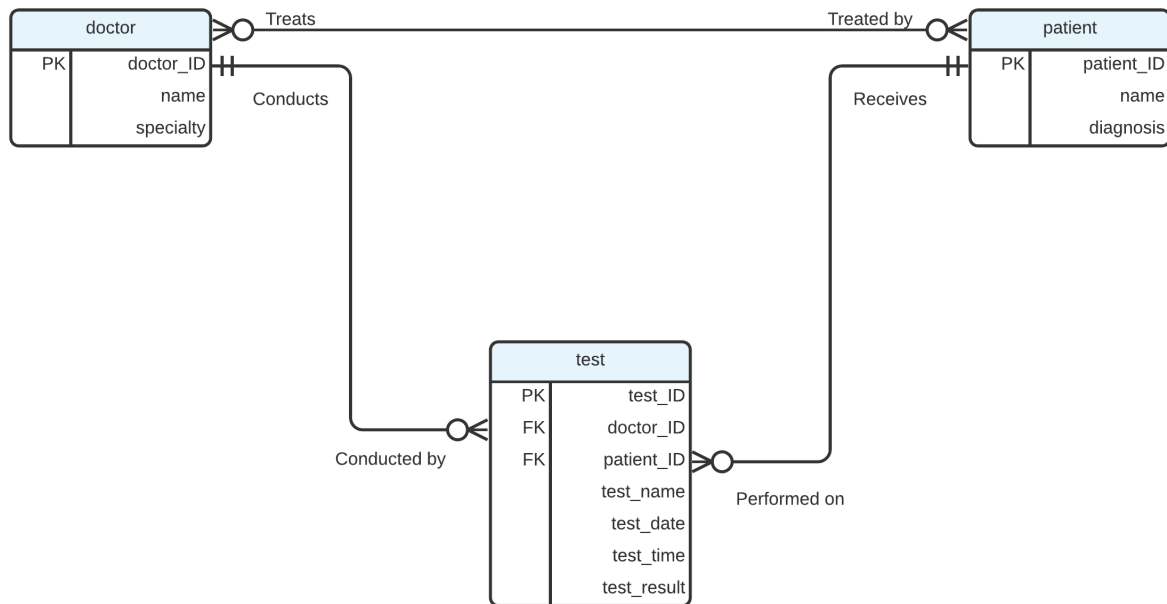 doctor
PK doctor_ID
name
specialty
Treats
Treated by
patient
PK patient_ID
name
diagnosis
Conducts
Receives
test
PK test_ID
FK doctor_ID
FK patient_ID
test_name
test_date
test_time
test_result
Conducted by
Performed on